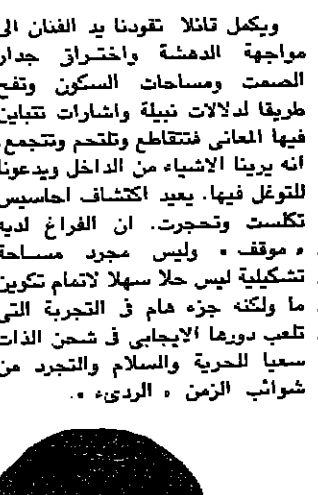 ويكمل قائلا تقودنا يد الفنان الى
مواجهة الدهشة واختراق جدار
الصمت ومساحات السكون وتفح
طريقا لدلالات نبيلة واشارات تتباين
فيها المعانى فتتقاطع وتلتحم وتتجمع.
انه يرينا الاشياء من الداخل ويدعونا
للتوغل فيها. يعيد اكتشاف احاسيس
تكلست وتحجرت. ان الفراغ لديه
« موقف » وليس مجرد مساحة
تشكيلية ليس حلا سهلا لاتمام تكوين
ما ولكنه جزء هام فى التجربة التى
تلعب دورها الايجابى فى شحن الذات
سعيا للحرية والسلام والتجرد من
شوائب الزمن « الردىء ».